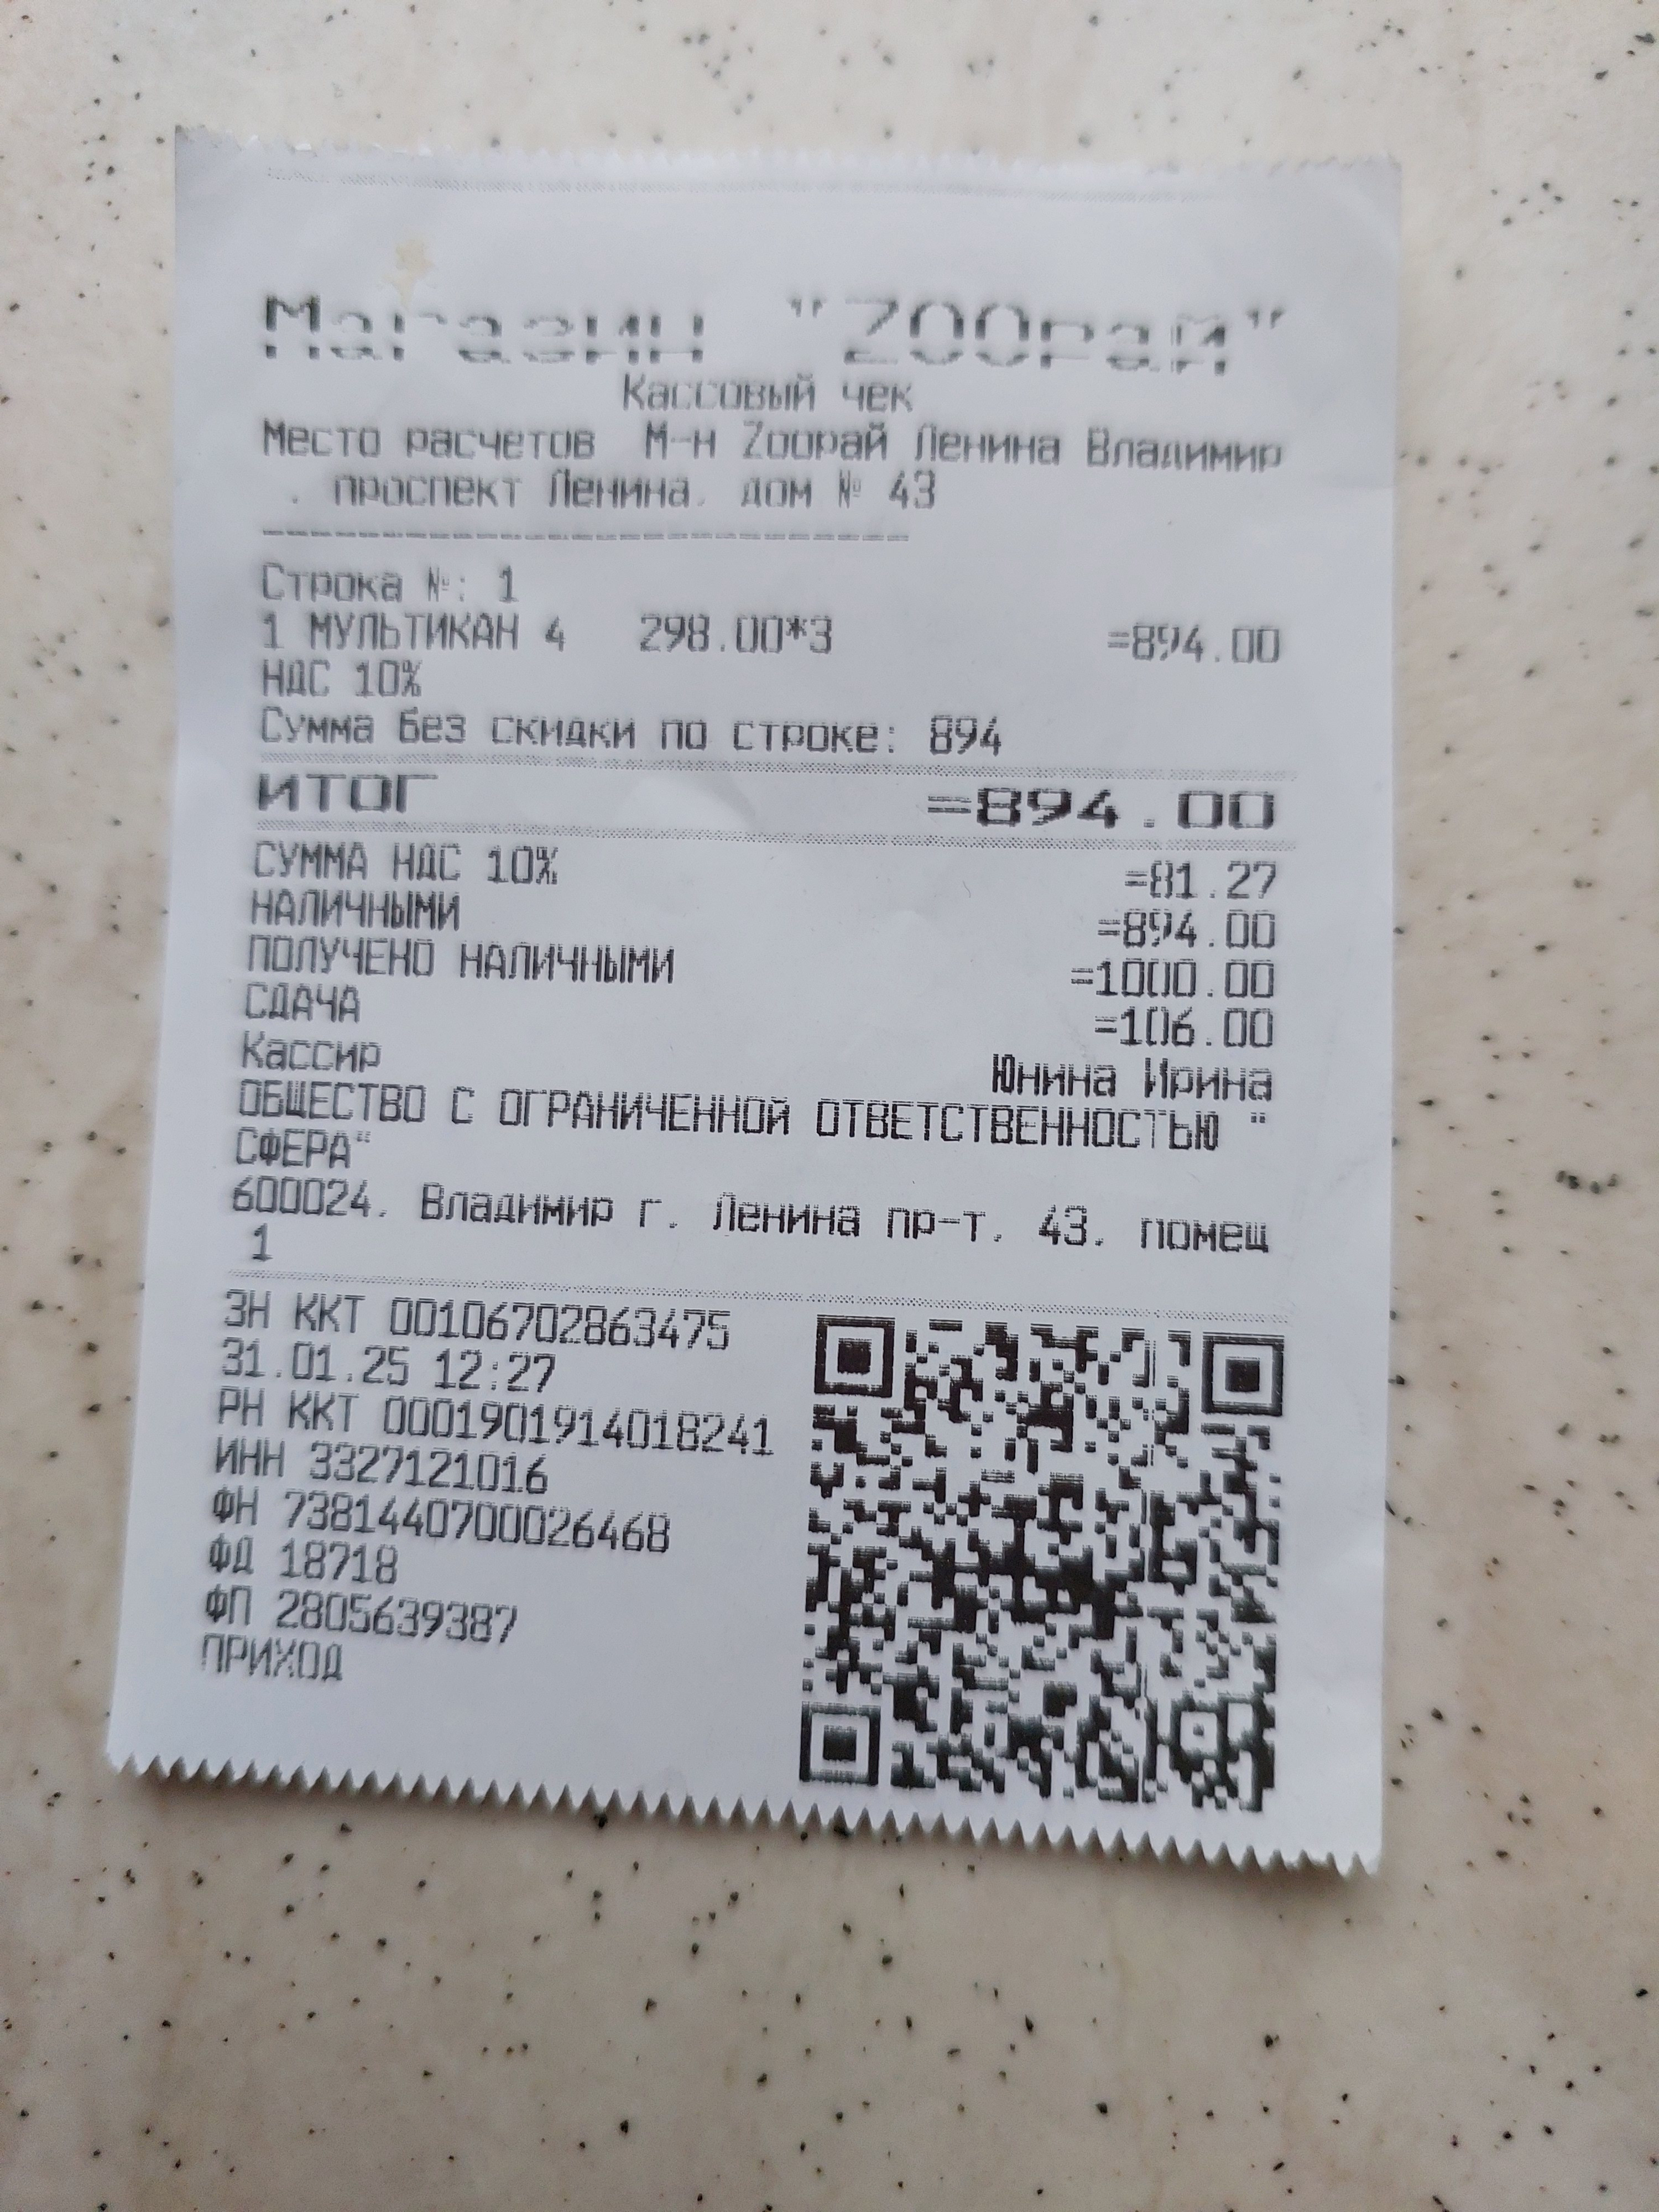 Магазин "ZOOрай"
Кассовый чек
Место расчетов М-н Zooрай Ленина Владимир
, проспект Ленина, дом № 43
---------------------------
Строка №: 1
1 МУЛЬТИКАН 4 298.00*3 =894.00
НДС 10%
Сумма без скидки по строке: 894
ИТОГ =894.00
СУММА НДС 10% =81.27
НАЛИЧНЫМИ =894.00
ПОЛУЧЕНО НАЛИЧНЫМИ =1000.00
СДАЧА =106.00
Кассир Юнина Ирина
ОБЩЕСТВО С ОГРАНИЧЕННОЙ ОТВЕТСТВЕННОСТЬЮ "
СФЕРА"
600024, Владимир г, Ленина пр-т, 43, помещ
1
ЗН ККТ 00106702863475
31.01.25 12:27
РН ККТ 0001901914018241
ИНН 3327121016
ФН 7381440700026468
ФД 18718
ФП 2805639387
ПРИХОД